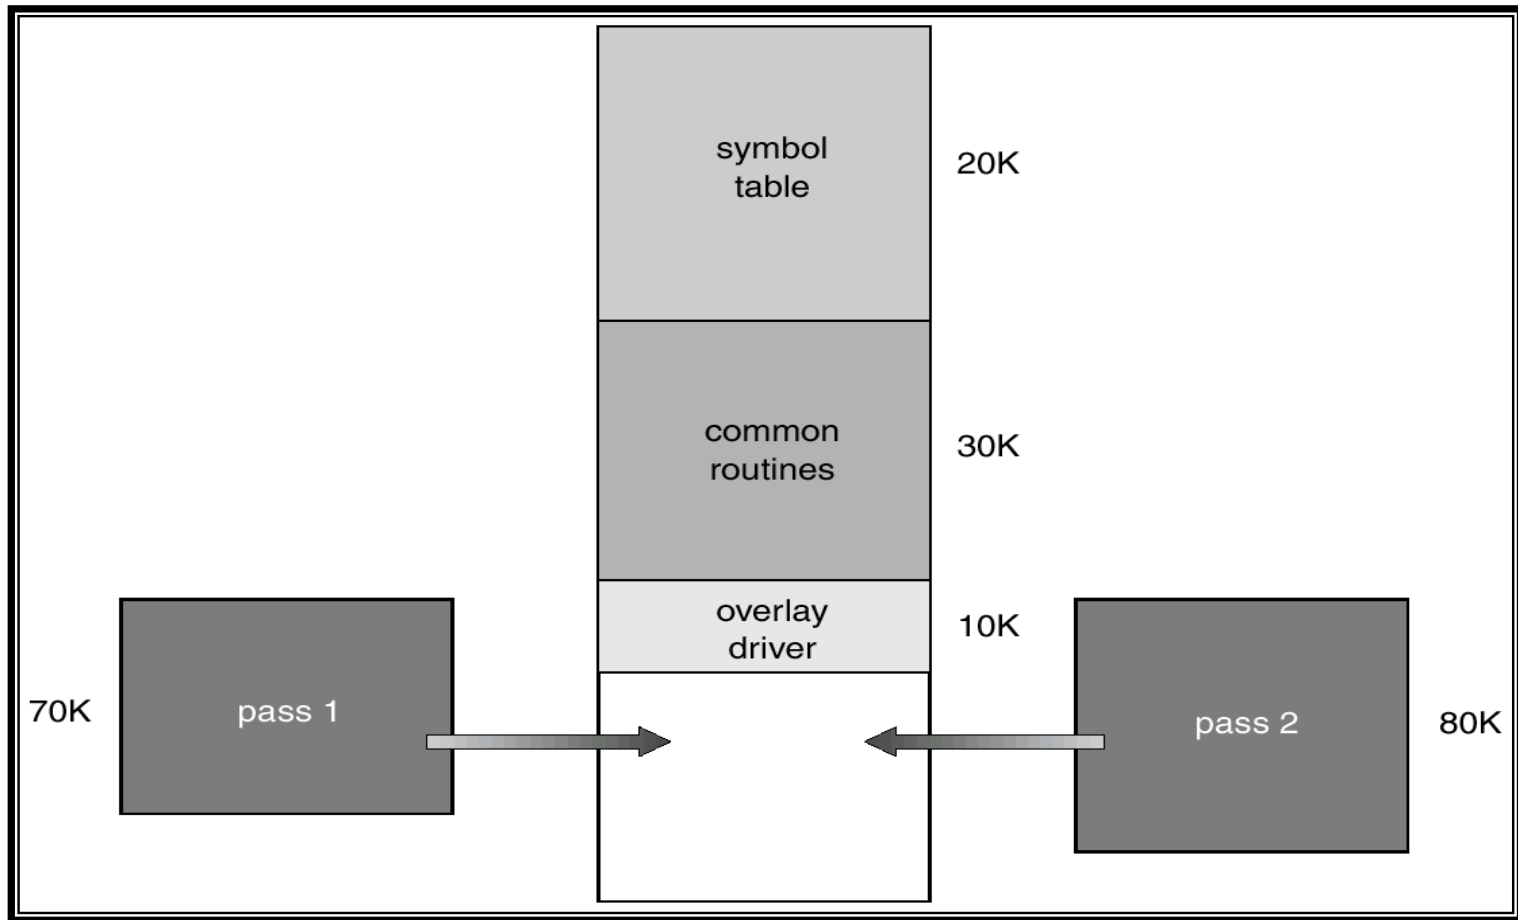 symbol
table
20K
common
routines
30K
overlay
driver
10K
70K
pass 1
pass 2
80K